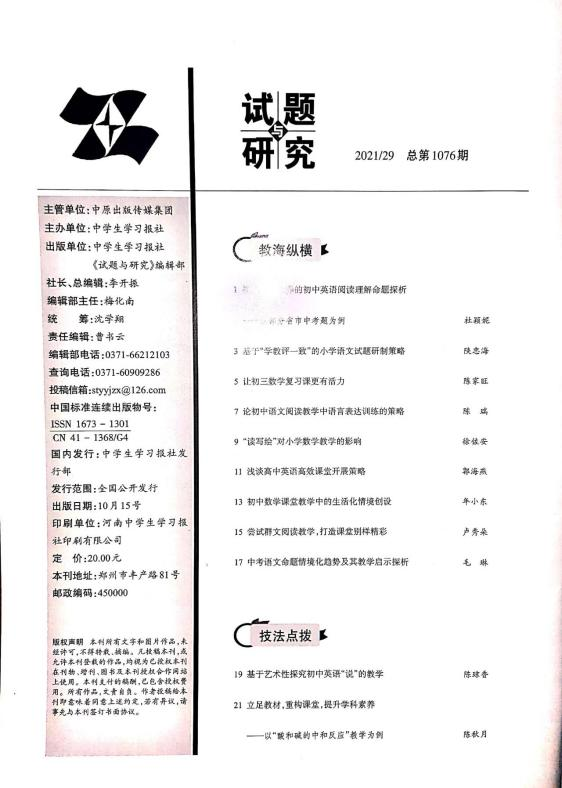 试题
与
研究
2021/29 总第1076期
主管单位:中原出版传媒集团
主办单位:中学生学习报社
出版单位:中学生学习报社
《试题与研究》编辑部
社长、总编辑:李开振
编辑部主任:梅化南
统 筹:沈学翔
责任编辑:曹书云
编辑部电话:0371-66212103
查询电话:0371-60909286
投稿信箱:styyjzx@126.com
中国标准连续出版物号:
ISSN 1673-1301
CN 41-1368/G4
国内发行:中学生学习报社发
行部
发行范围:全国公开发行
出版日期:10月15号
印刷单位:河南中学生学习报
社印刷有限公司
定 价:20.00元
本刊地址:郑州市丰产路81号
邮政编码:450000
版权声明 本刊所有文字和图片作品,未
经许可,不得转载、摘编。凡投稿本刊,或
允许本刊登载的作品,均视为已授权本刊
在刊物、增刊、图书及本刊授权合作网站
上使用。本刊支付的稿酬,已包含授权费
用。所有作品,文责自负。作者投稿给本
刊即意味着同意上述约定,若有异议,请
事先与本刊签订书面协议。
教海纵横
1 的初中英语阅读理解命题探析
部分省市中考题为例 杜颖妮
3 基于“学教评一致”的小学语文试题研制策略 陕志海
5 让初三数学复习课更有活力 陈家旺
7 论初中语文阅读教学中语言表达训练的策略 陈 瑞
9 “读写绘”对小学数学教学的影响 徐钦安
11 浅谈高中英语高效课堂开展策略 郭海燕
13 初中数学课堂教学中的生活化情境创设 牟小东
15 尝试群文阅读教学,打造课堂别样精彩 卢秀朵
17 中考语文命题情境化趋势及其教学启示探析 毛 琳
技法点拨
19 基于艺术性探究初中英语“说”的教学 陈琼香
21 立足教材,重构课堂,提升学科素养
——以“酸和碱的中和反应”教学为例 陈秋月